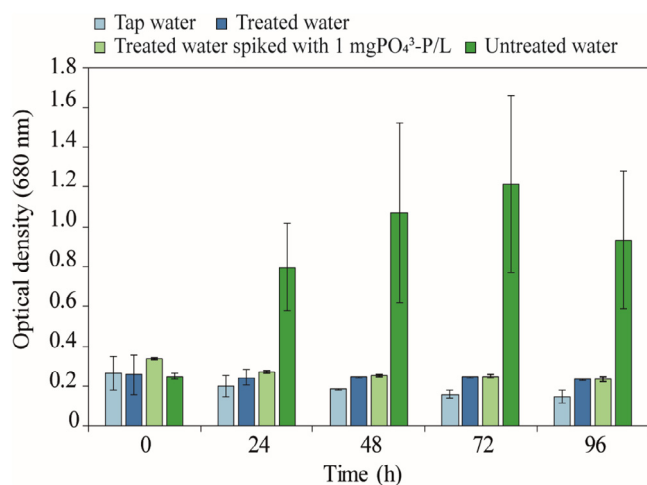 Tap water Treated water
Treated water spiked with 1 mgPO₄³-P/L Untreated water
1.8
1.6
1.4
1.2
1.0
0.8
0.6
0.4
0.2
0
Optical density (680 nm)
0 24 48 72 96
Time (h)